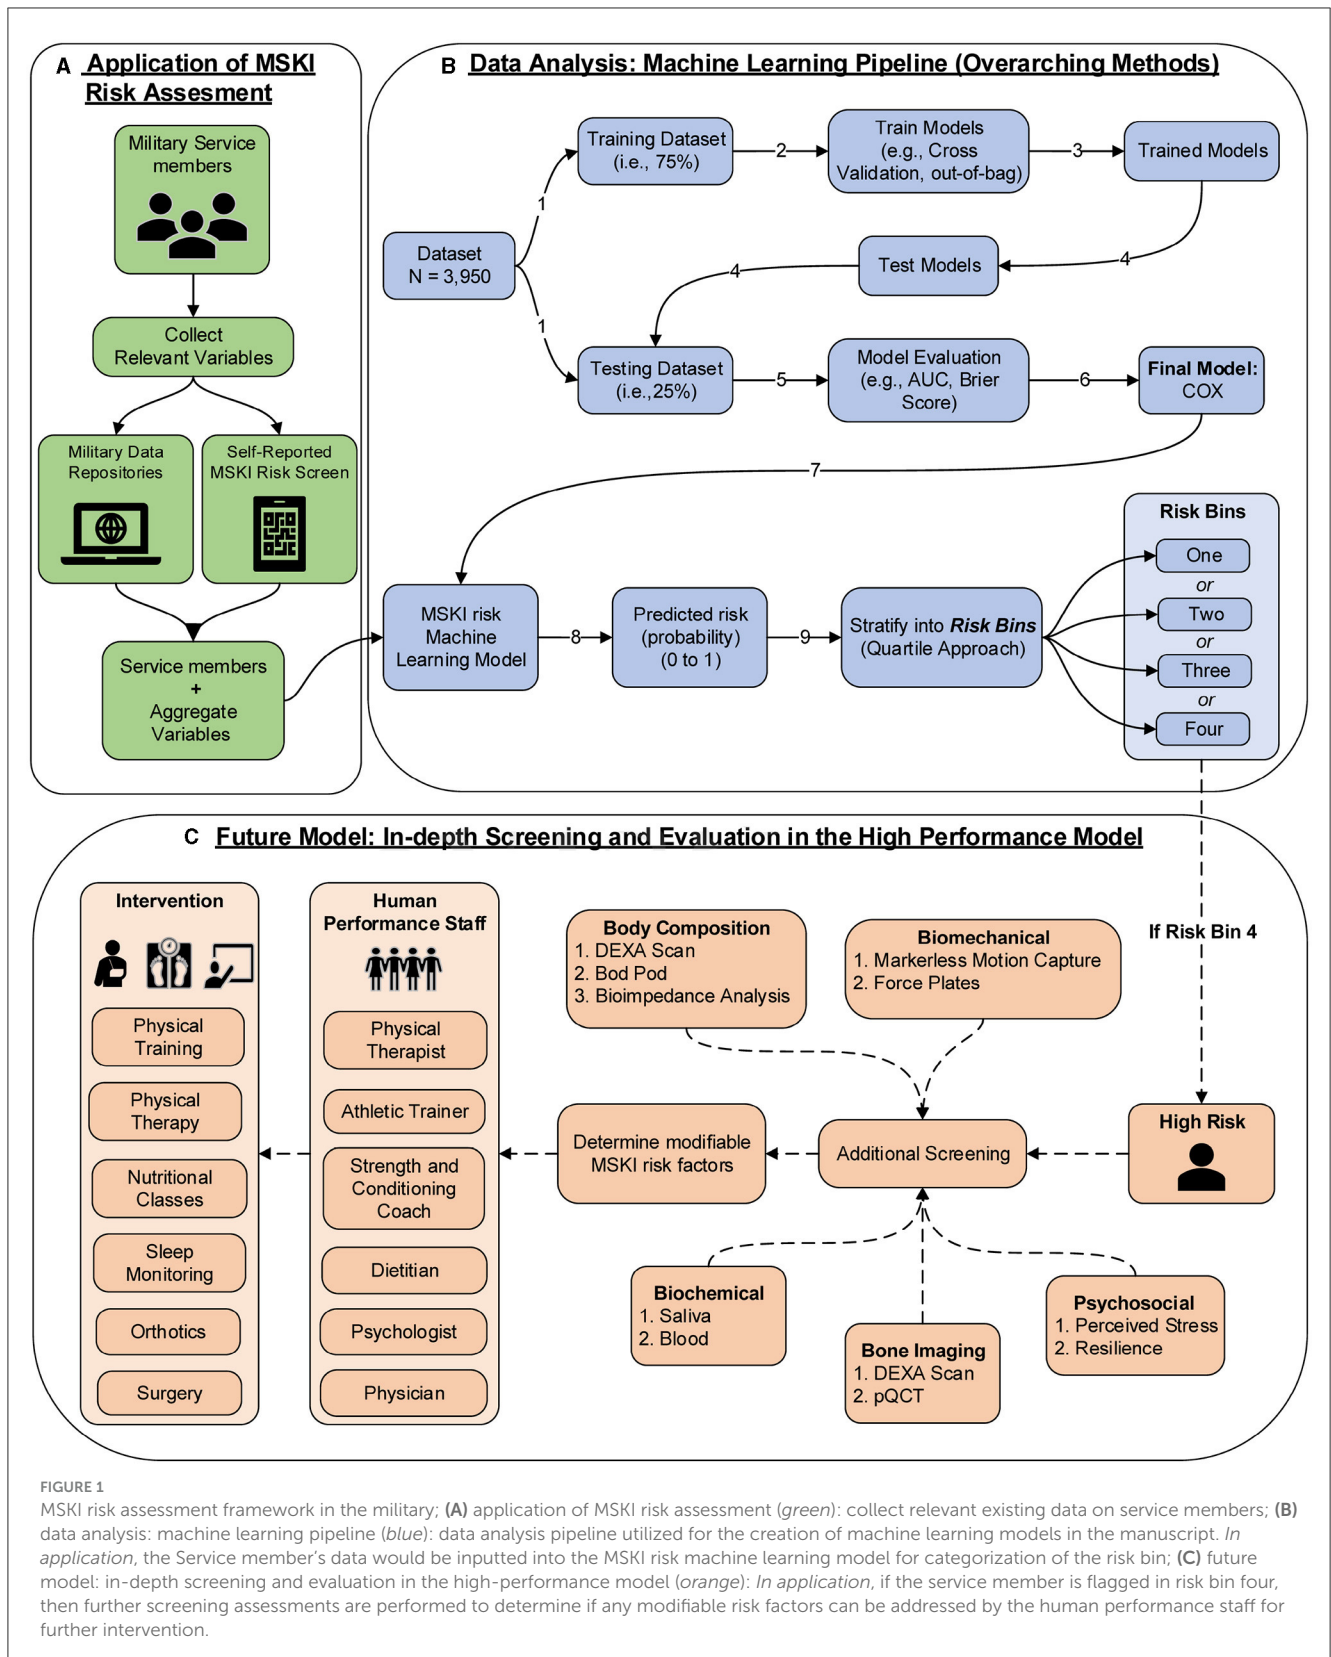 A Application of MSKI
Risk Assesment
Military Service
members
Collect
Relevant Variables
Military Data
Repositories
Self-Reported
MSKI Risk Screen
Service members
+
Aggregate
Variables
B Data Analysis: Machine Learning Pipeline (Overarching Methods)
Dataset
N = 3,950
1
1
Training Dataset
(i.e., 75%)
2
Train Models
(e.g., Cross
Validation, out-of-bag)
3
Trained Models
4
Test Models
4
Testing Dataset
(i.e.,25%)
5
Model Evaluation
(e.g., AUC, Brier
Score)
6
Final Model:
COX
7
MSKI risk
Machine
Learning Model
8
Predicted risk
(probability)
(0 to 1)
9
Stratify into Risk Bins
(Quartile Approach)
Risk Bins
One
or
Two
or
Three
or
Four
C Future Model: In-depth Screening and Evaluation in the High Performance Model
If Risk Bin 4
High Risk
Additional Screening
Body Composition
1. DEXA Scan
2. Bod Pod
3. Bioimpedance Analysis
Biomechanical
1. Markerless Motion Capture
2. Force Plates
Biochemical
1. Saliva
2. Blood
Bone Imaging
1. DEXA Scan
2. pQCT
Psychosocial
1. Perceived Stress
2. Resilience
Determine modifiable
MSKI risk factors
Human
Performance Staff
Physical
Therapist
Athletic Trainer
Strength and
Conditioning
Coach
Dietitian
Psychologist
Physician
Intervention
Physical
Training
Physical
Therapy
Nutritional
Classes
Sleep
Monitoring
Orthotics
Surgery
FIGURE 1
MSKI risk assessment framework in the military; (A) application of MSKI risk assessment (green): collect relevant existing data on service members; (B)
data analysis: machine learning pipeline (blue): data analysis pipeline utilized for the creation of machine learning models in the manuscript. In
application, the Service member's data would be inputted into the MSKI risk machine learning model for categorization of the risk bin; (C) future
model: in-depth screening and evaluation in the high-performance model (orange): In application, if the service member is flagged in risk bin four,
then further screening assessments are performed to determine if any modifiable risk factors can be addressed by the human performance staff for
further intervention.